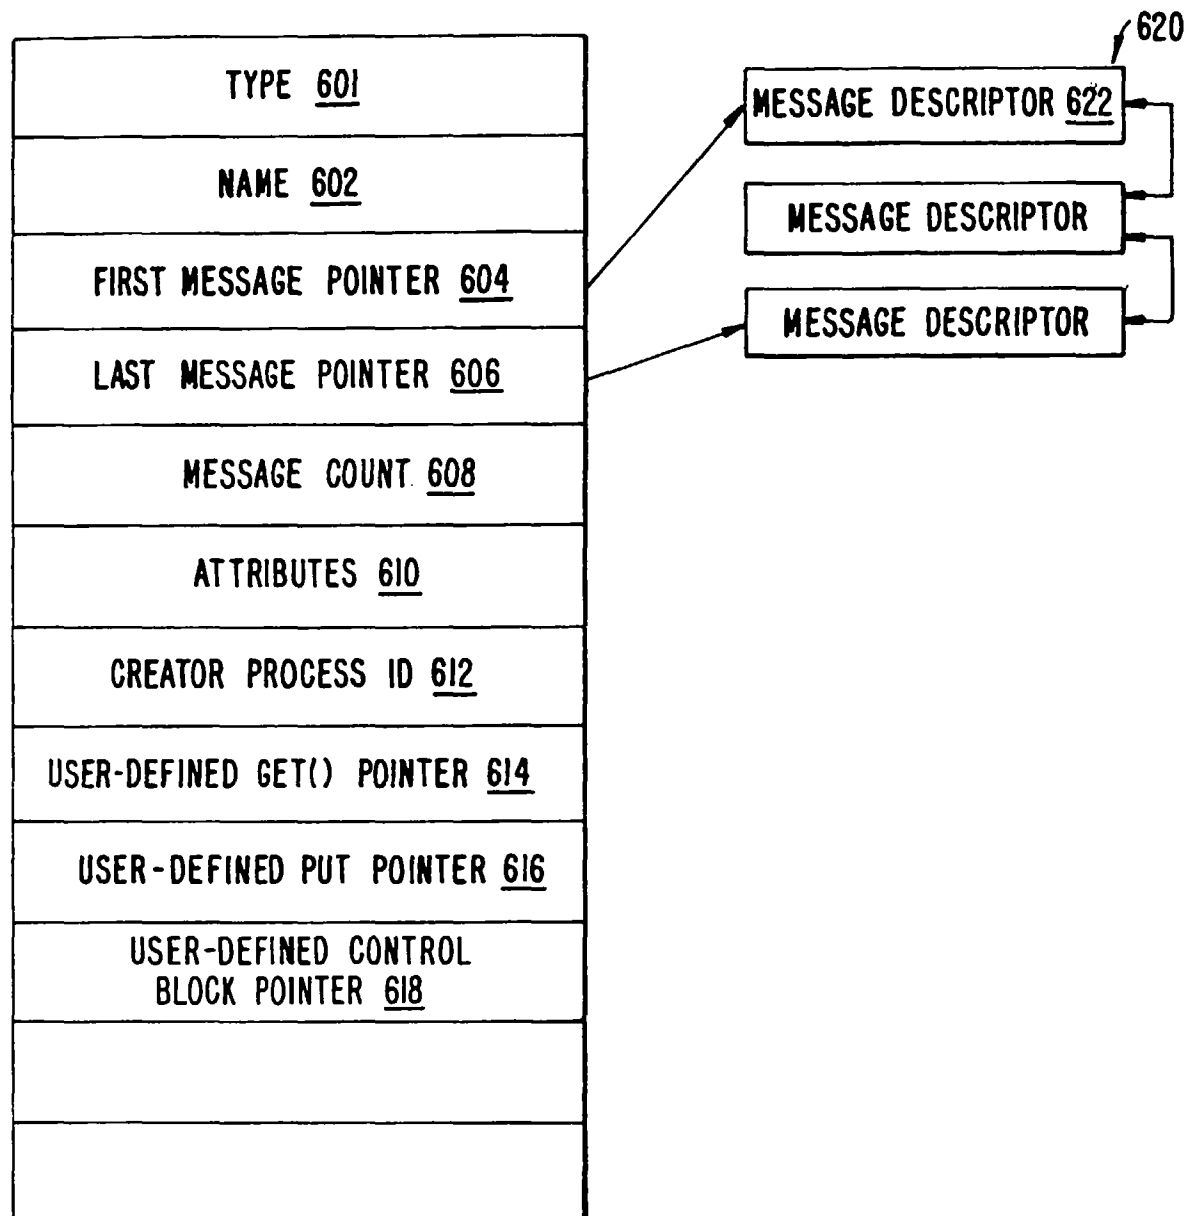 TYPE 601
NAME 602
FIRST MESSAGE POINTER 604
LAST MESSAGE POINTER 606
MESSAGE COUNT 608
ATTRIBUTES 610
CREATOR PROCESS ID 612
USER-DEFINED GET() POINTER 614
USER-DEFINED PUT POINTER 616
USER-DEFINED CONTROL
BLOCK POINTER 618
620
MESSAGE DESCRIPTOR 622
MESSAGE DESCRIPTOR
MESSAGE DESCRIPTOR